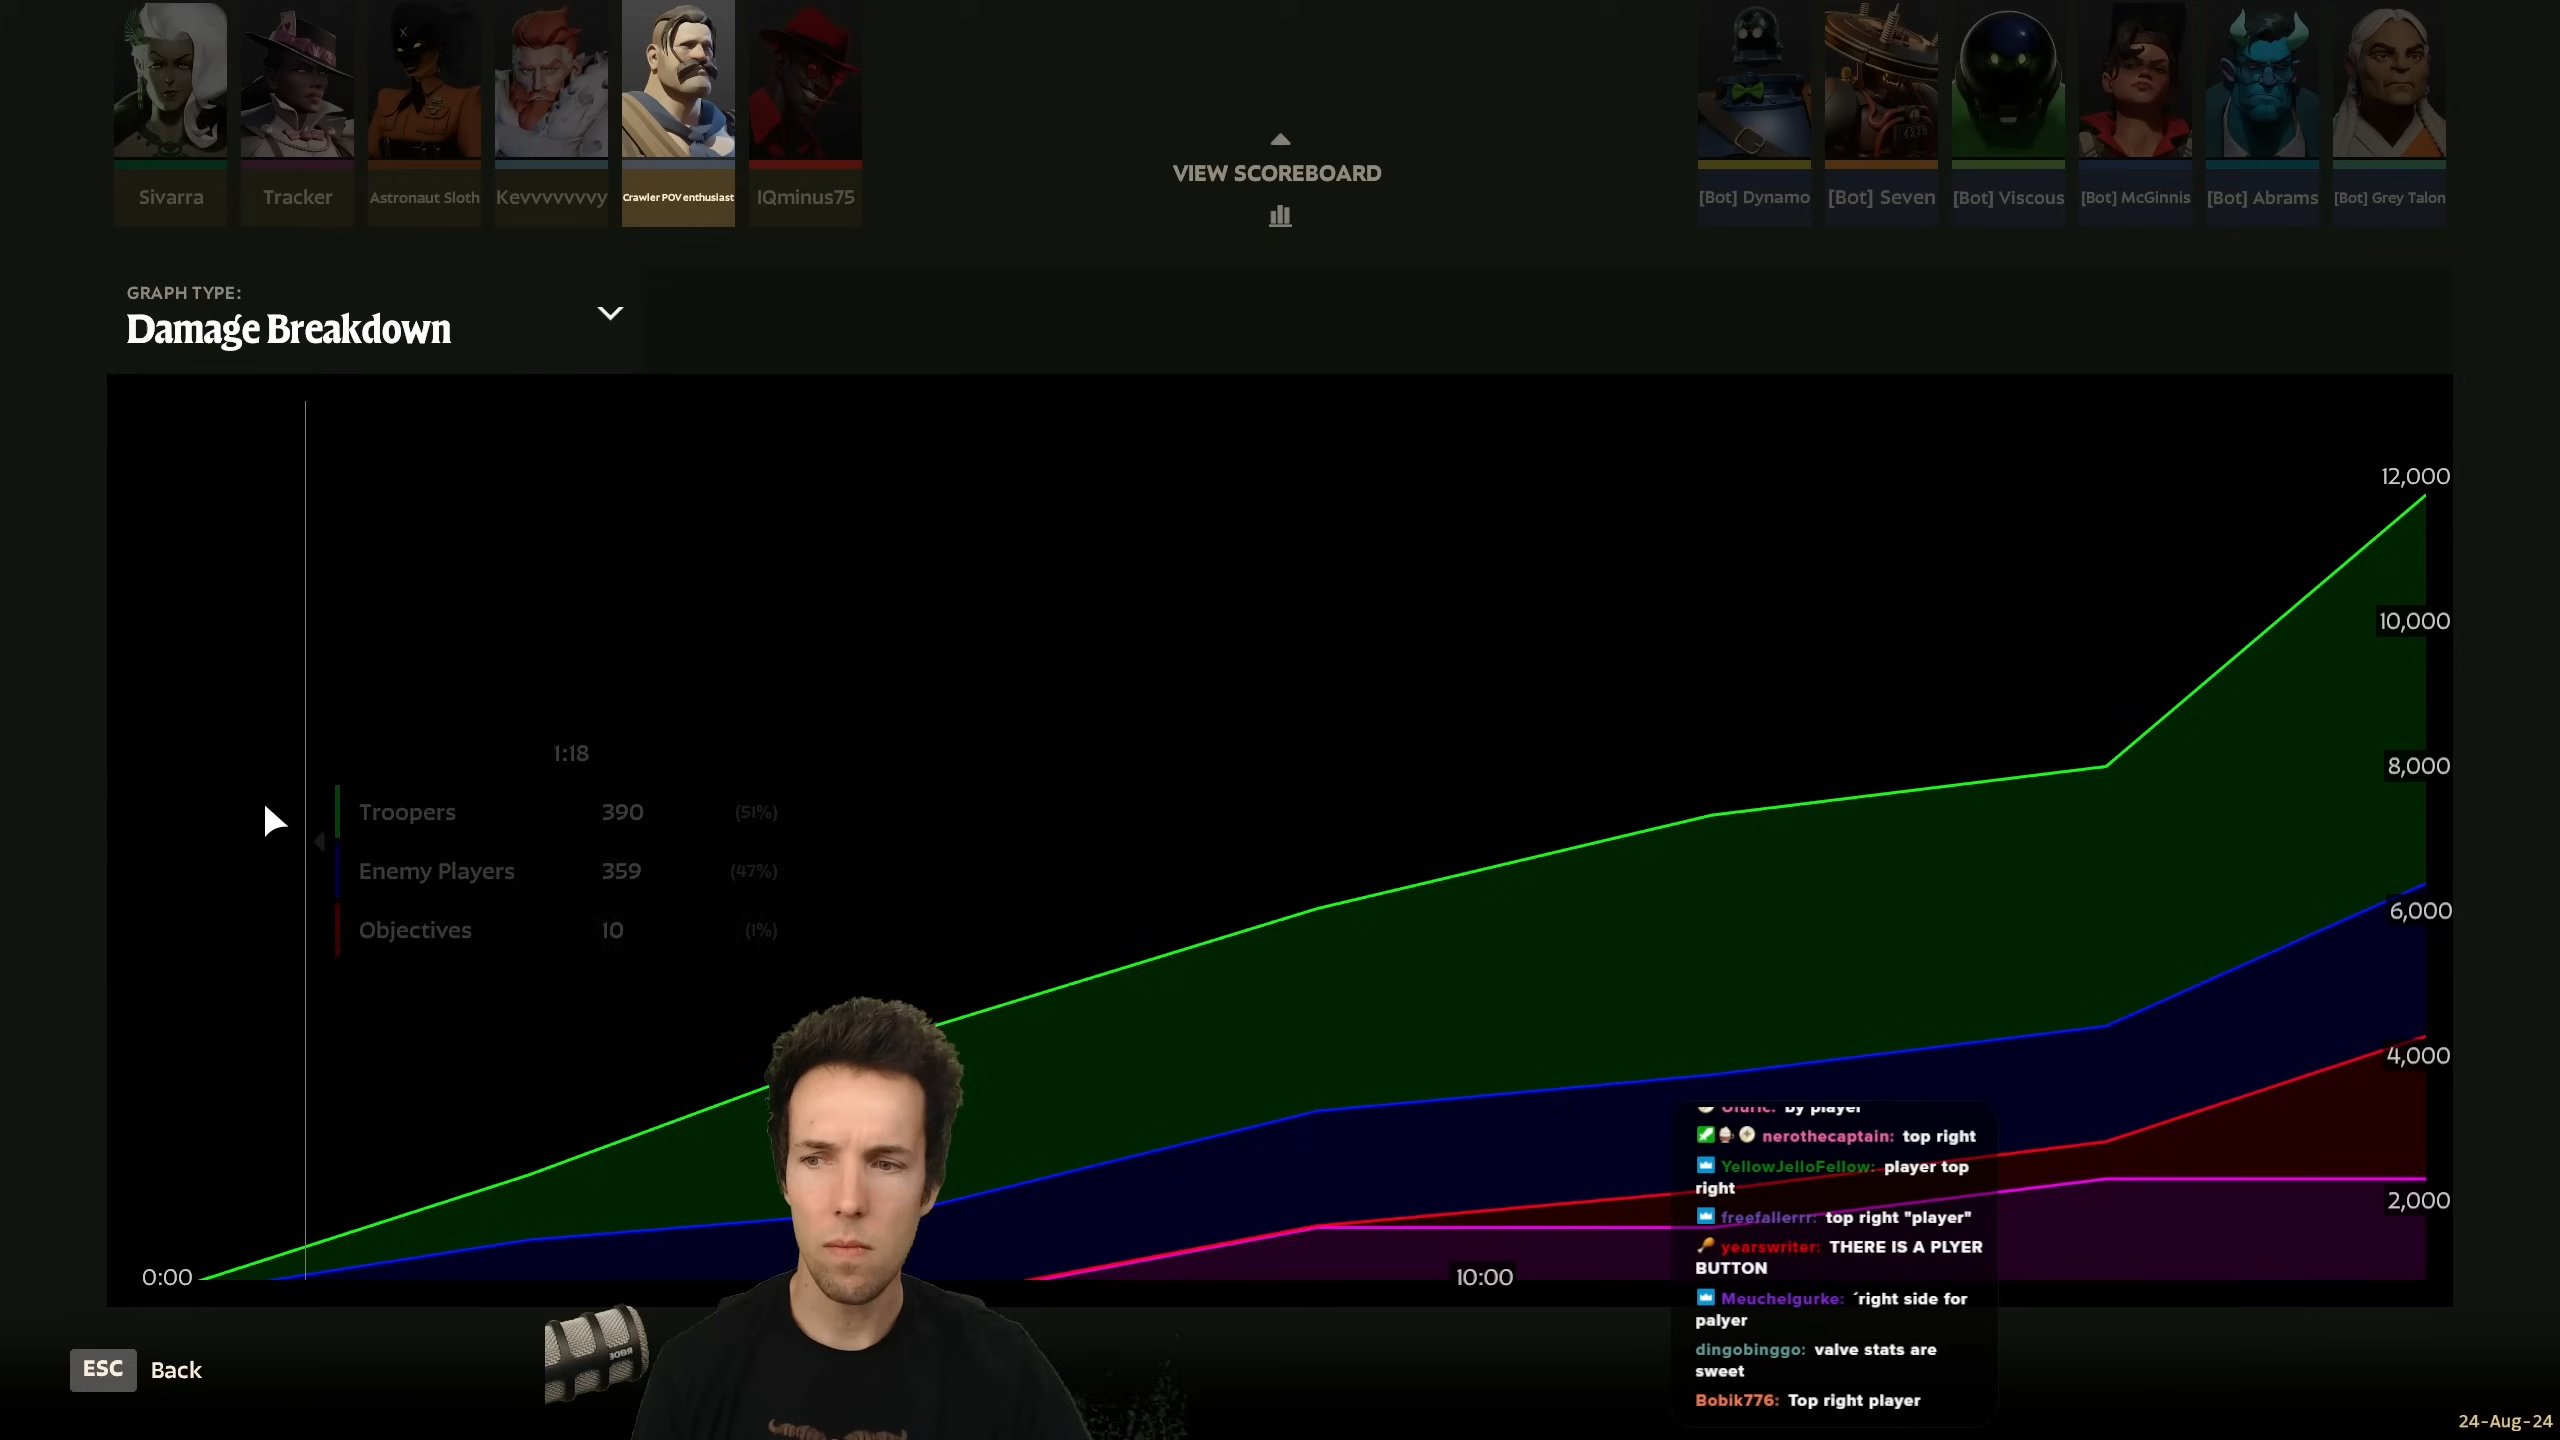 Sivarra
Tracker
Astronaut Sloth
Kevvvvvvvy
Crawler POV enthusiast
IQminus75
VIEW SCOREBOARD
[Bot] Dynamo
[Bot] Seven
[Bot] Viscous
[Bot] McGinnis
[Bot] Abrams
[Bot] Grey Talon
GRAPH TYPE:
Damage Breakdown
12,000
10,000
8,000
6,000
4,000
2,000
1:18
Troopers 390 (51%)
Enemy Players 359 (47%)
Objectives 10 (1%)
0:00
10:00
by player
nerothecaptain: top right
YellowJelloFellow: player top
right
freefallerrr: top right "player"
yearswriter: THERE IS A PLYER
BUTTON
Meuchelgurke: ´right side for
palyer
dingobinggo: valve stats are
sweet
Bobik776: Top right player
RODE
ESC Back
24-Aug-24